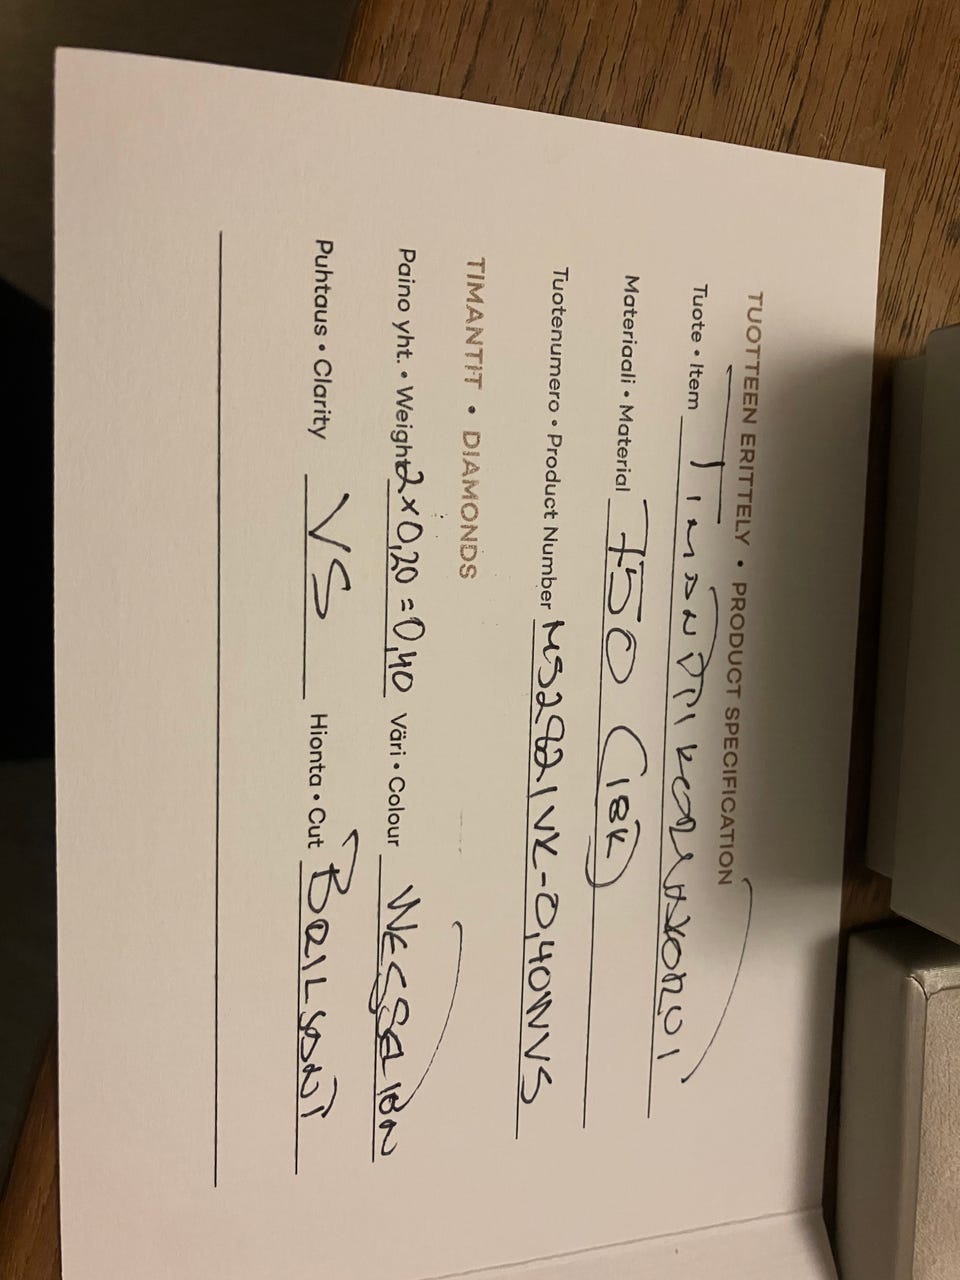 TUOTTEEN ERITTELY • PRODUCT SPECIFICATION
Tuote • Item Timanttikorvakorut
Materiaali • Material 750 (18K)
Tuotenumero • Product Number
TIMANTIT • DIAMONDS
Paino yht. • Weight 2x0,20=0,40 Väri • Colour WESSELTON
Puhtaus • Clarity VS Hionta • Cut BRILJANT